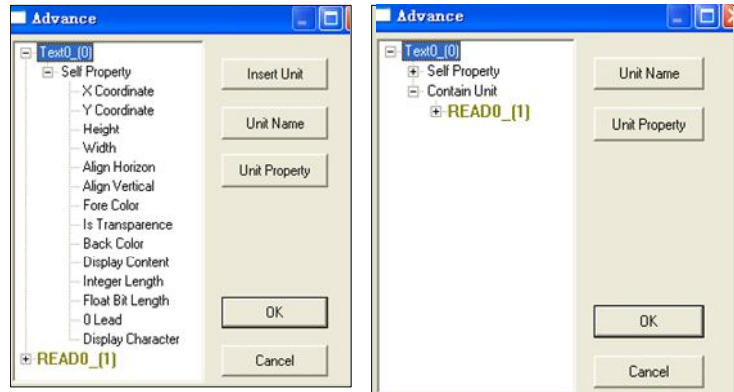 Advance
Text0_(0)
Self Property
X Coordinate
Y Coordinate
Height
Width
Align Horizon
Align Vertical
Fore Color
Is Transparence
Back Color
Display Content
Integer Length
Float Bit Length
0 Lead
Display Character
READ0_(1)
Insert Unit
Unit Name
Unit Property
OK
Cancel
Advance
Text0_(0)
Self Property
Contain Unit
READ0_(1)
Unit Name
Unit Property
OK
Cancel